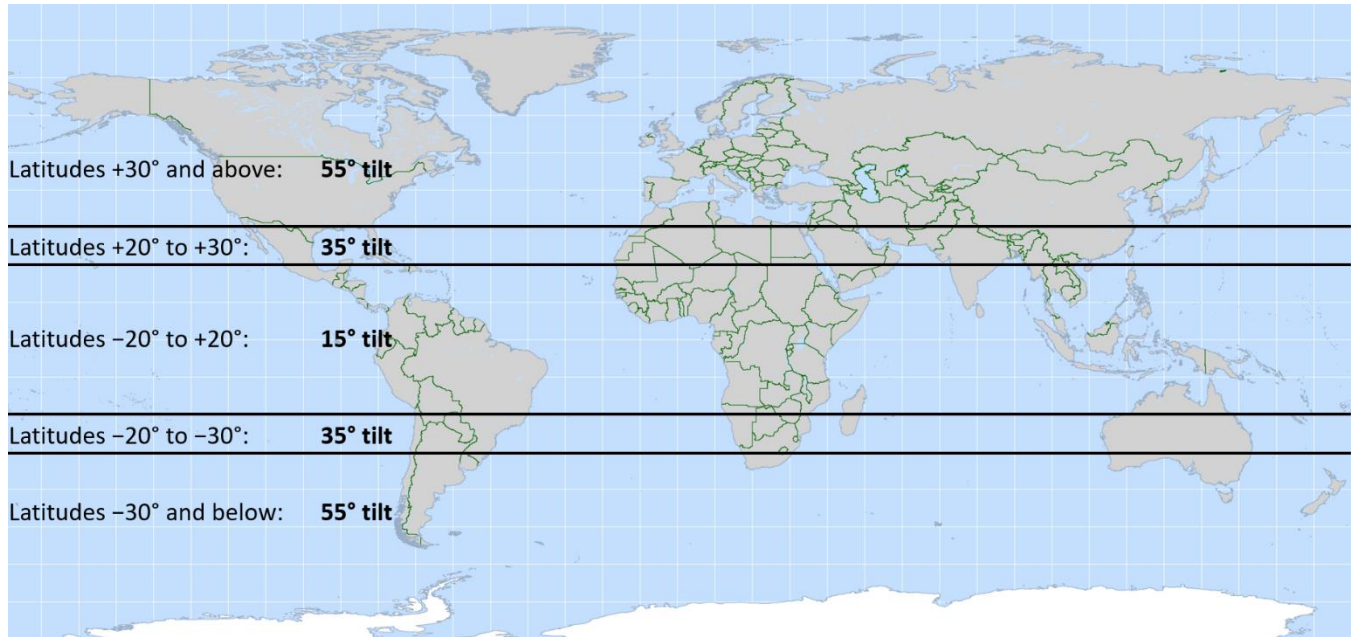 Latitudes +30° and above: 55° tilt
Latitudes +20° to +30°: 35° tilt
Latitudes −20° to +20°: 15° tilt
Latitudes −20° to −30°: 35° tilt
Latitudes −30° and below: 55° tilt